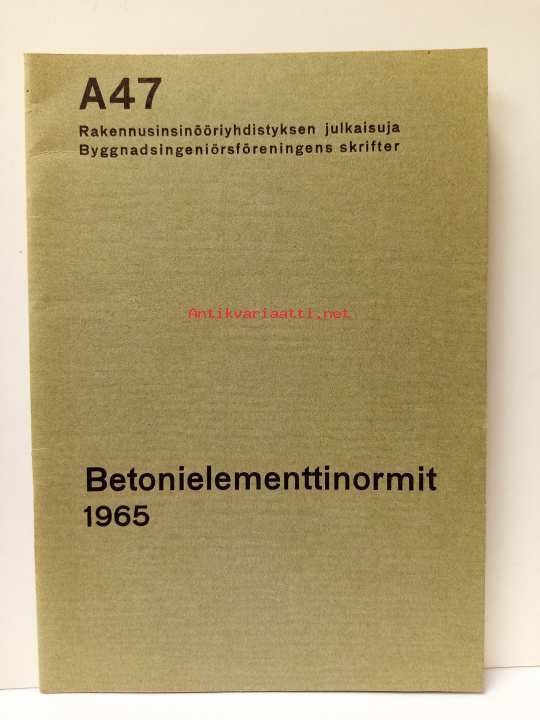 A47
Rakennusinsinööriyhdistyksen julkaisuja
Byggnadsingeniörsföreningens skrifter
Antikvariaatti.net
Betonielementtinormit
1965